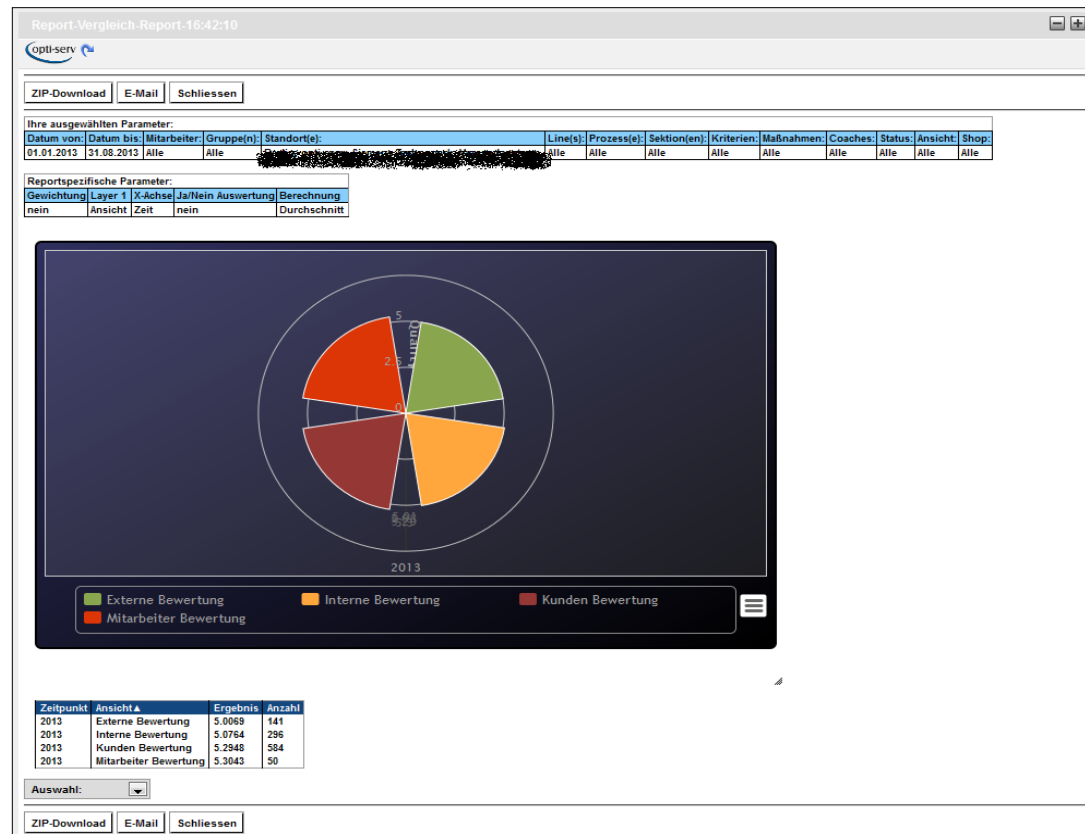 Report-Vergleich-Report-16:42:10
opti-serv
ZIP-Download E-Mail Schliessen
Ihre ausgewählten Parameter:
Datum von: Datum bis: Mitarbeiter: Gruppe(n): Standort(e): Line(s): Prozess(e): Sektion(en): Kriterien: Maßnahmen: Coaches: Status: Ansicht: Shop:
01.01.2013 31.08.2013 Alle Alle Alle Alle Alle Alle Alle Alle Alle Alle Alle
Reportspezifische Parameter:
Gewichtung Layer 1 X-Achse Ja/Nein Auswertung Berechnung
nein Ansicht Zeit nein Durchschnitt
5
Quality
2.5
0
2013
Externe Bewertung Interne Bewertung Kunden Bewertung
Mitarbeiter Bewertung
Zeitpunkt Ansicht▲ Ergebnis Anzahl
2013 Externe Bewertung 5.0069 141
2013 Interne Bewertung 5.0764 296
2013 Kunden Bewertung 5.2948 584
2013 Mitarbeiter Bewertung 5.3043 50
Auswahl:
ZIP-Download E-Mail Schliessen